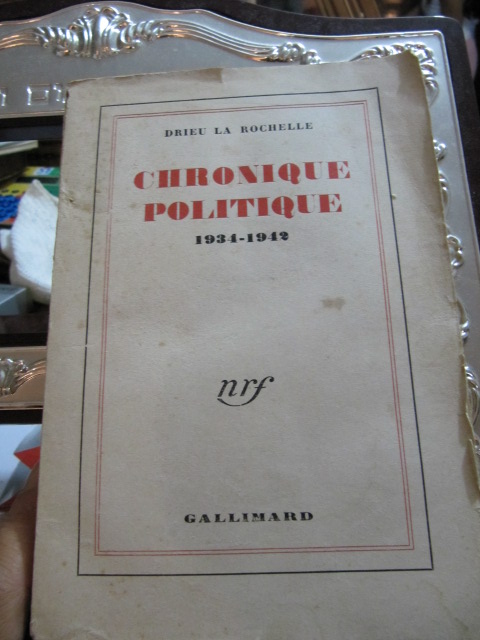 DRIEU LA ROCHELLE
CHRONIQUE
POLITIQUE
1934-1942
nrf
GALLIMARD